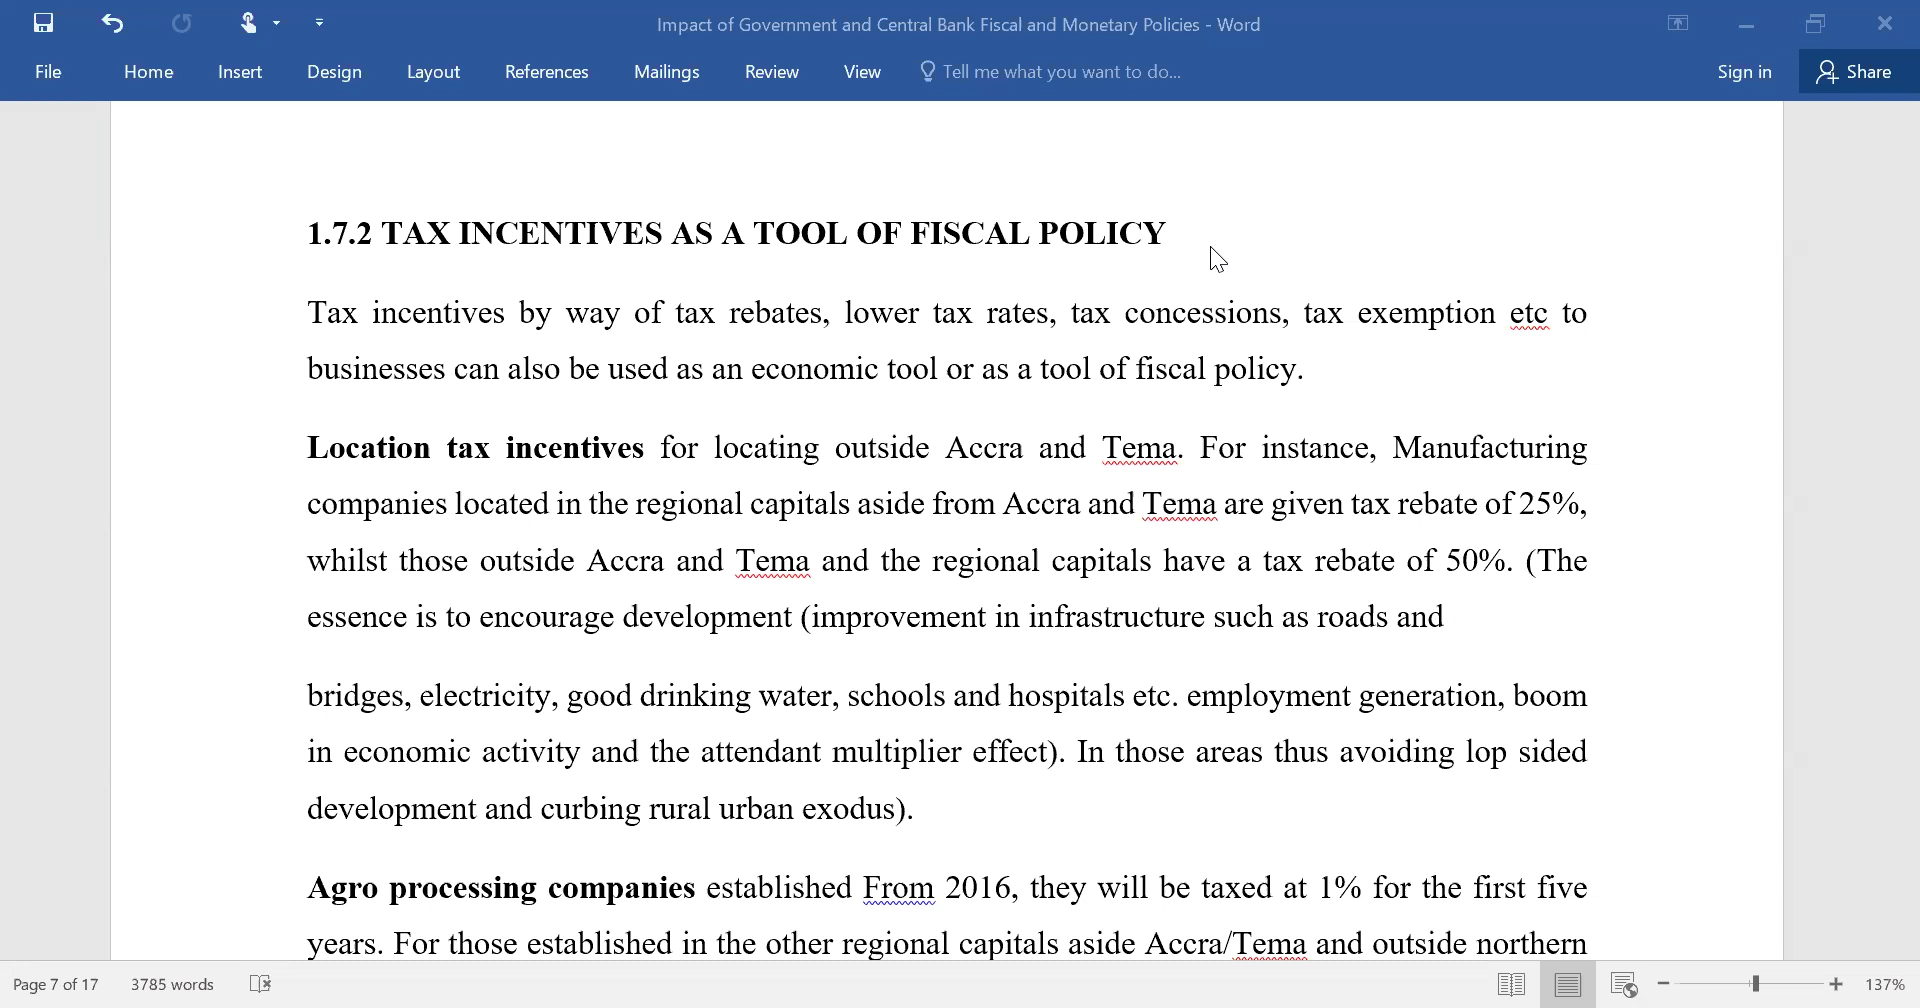 Impact of Government and Central Bank Fiscal and Monetary Policies - Word
File Home Insert Design Layout References Mailings Review View Tell me what you want to do... Sign in Share
1.7.2 TAX INCENTIVES AS A TOOL OF FISCAL POLICY
Tax incentives by way of tax rebates, lower tax rates, tax concessions, tax exemption etc to
businesses can also be used as an economic tool or as a tool of fiscal policy.
Location tax incentives for locating outside Accra and Tema. For instance, Manufacturing
companies located in the regional capitals aside from Accra and Tema are given tax rebate of 25%,
whilst those outside Accra and Tema and the regional capitals have a tax rebate of 50%. (The
essence is to encourage development (improvement in infrastructure such as roads and
bridges, electricity, good drinking water, schools and hospitals etc. employment generation, boom
in economic activity and the attendant multiplier effect). In those areas thus avoiding lop sided
development and curbing rural urban exodus).
Agro processing companies established From 2016, they will be taxed at 1% for the first five
years. For those established in the other regional capitals aside Accra/Tema and outside northern
Page 7 of 17 3785 words 137%